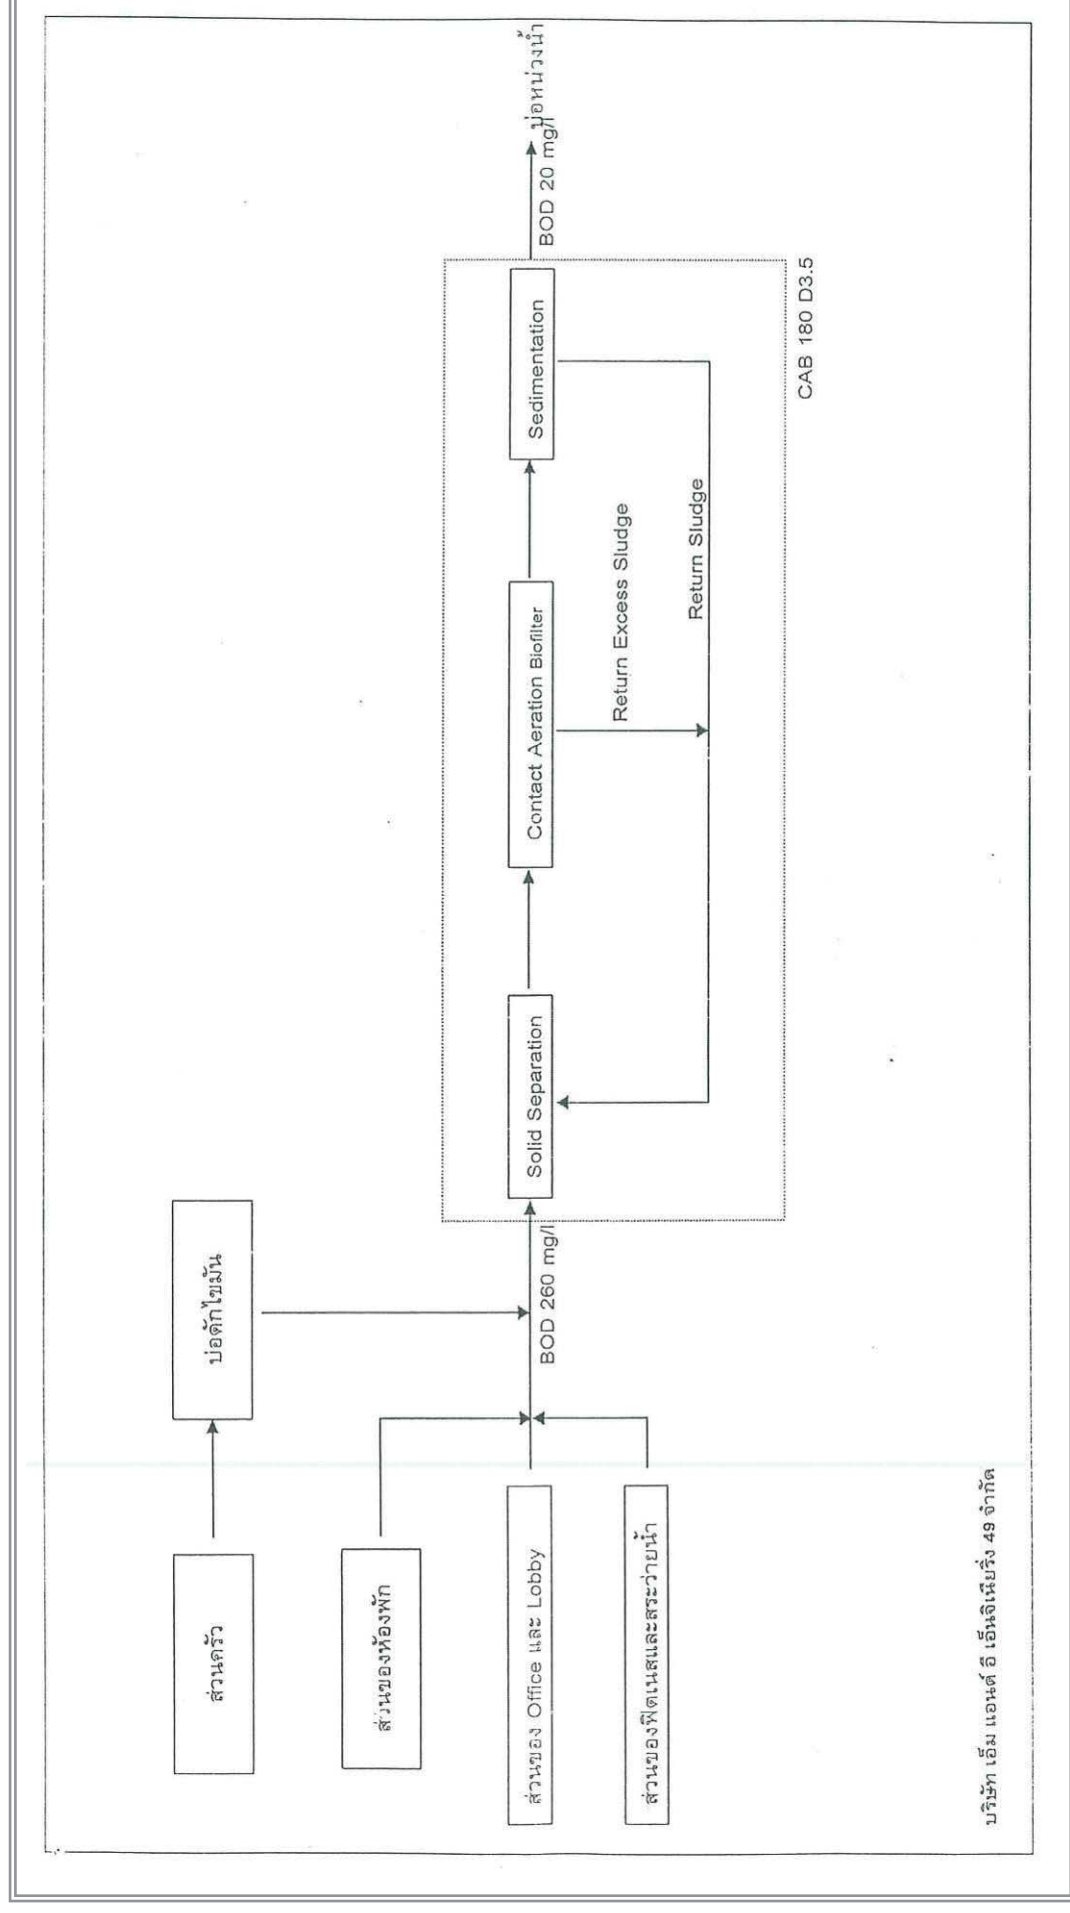 ส่วนครัว
บ่อดักไขมัน
ส่วนของห้องพัก
ส่วนของ Office และ Lobby
ส่วนของฟิตเนสและสระว่ายน้ำ
BOD 260 mg/l
Solid Separation
Contact Aeration Biofilter
Sedimentation
บ่อหน่วงน้ำ
BOD 20 mg/l
Return Excess Sludge
Return Sludge
CAB 180 D3.5
บริษัท เอ็ม แอนด์ อี เอ็นจิเนียริ่ง 49 จำกัด